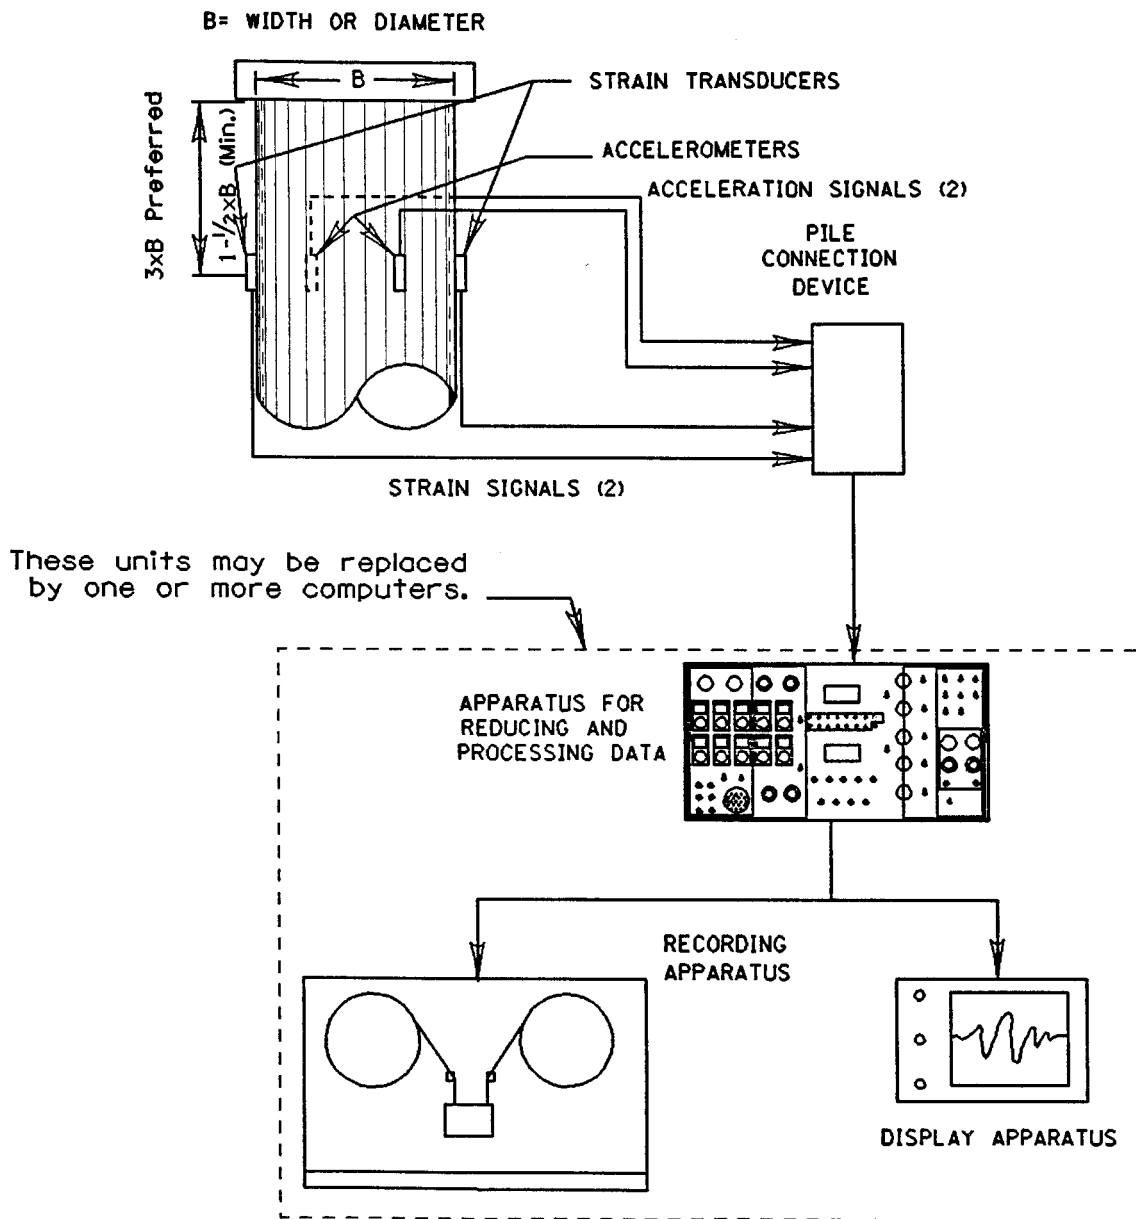 B= WIDTH OR DIAMETER
B
STRAIN TRANSDUCERS
3xB Preferred
1-1/2xB (Min.)
ACCELEROMETERS
ACCELERATION SIGNALS (2)
PILE
CONNECTION
DEVICE
STRAIN SIGNALS (2)
These units may be replaced
by one or more computers.
APPARATUS FOR
REDUCING AND
PROCESSING DATA
RECORDING
APPARATUS
DISPLAY APPARATUS